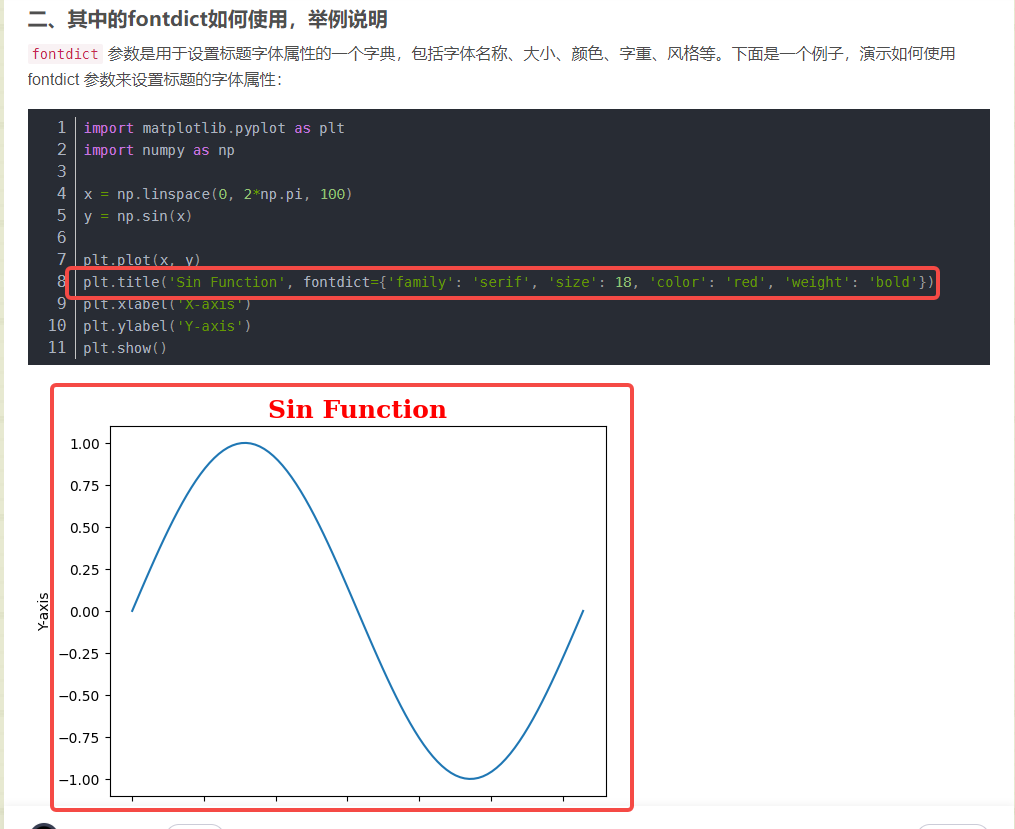 二、其中的fontdict如何使用，举例说明
fontdict 参数是用于设置标题字体属性的一个字典，包括字体名称、大小、颜色、字重、风格等。下面是一个例子，演示如何使用
fontdict 参数来设置标题的字体属性：
1 import matplotlib.pyplot as plt
2 import numpy as np
3
4 x = np.linspace(0, 2*np.pi, 100)
5 y = np.sin(x)
6
7 plt.plot(x, y)
8 plt.title('Sin Function', fontdict={'family': 'serif', 'size': 18, 'color': 'red', 'weight': 'bold'})
9 plt.xlabel('X-axis')
10 plt.ylabel('Y-axis')
11 plt.show()
Sin Function
1.00
0.75
0.50
0.25
0.00
−0.25
−0.50
−0.75
−1.00
Y-axis